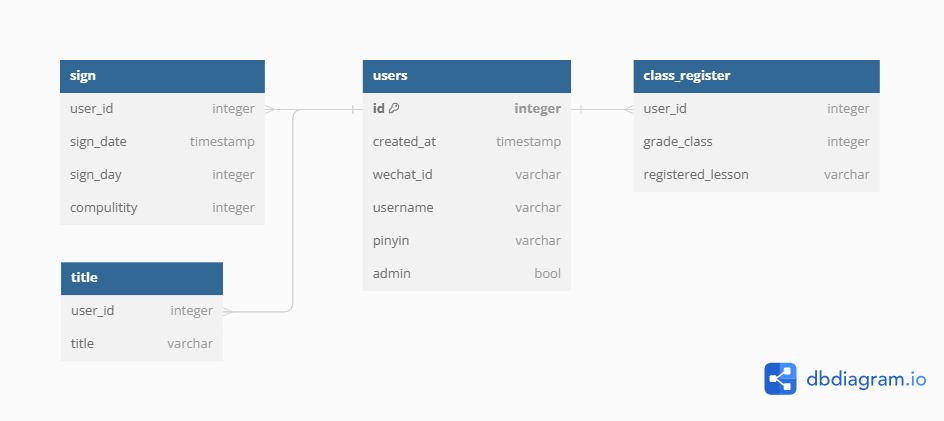 sign
user_id integer
sign_date timestamp
sign_day integer
compulitity integer
users
id integer
created_at timestamp
wechat_id varchar
username varchar
pinyin varchar
admin bool
class_register
user_id integer
grade_class integer
registered_lesson varchar
title
user_id integer
title varchar
dbdiagram.io